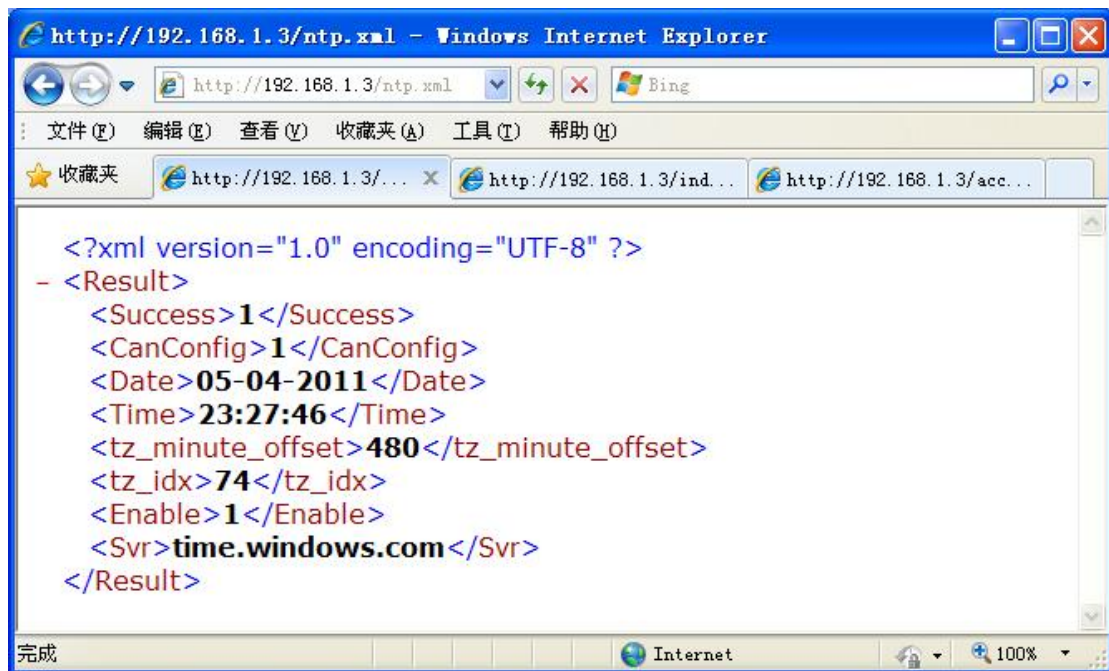 http://192.168.1.3/ntp.xml - Windows Internet Explorer
http://192.168.1.3/ntp.xml Bing
文件(F) 编辑(E) 查看(V) 收藏夹(A) 工具(T) 帮助(H)
收藏夹 http://192.168.1.3/... http://192.168.1.3/ind... http://192.168.1.3/acc...
<?xml version="1.0" encoding="UTF-8" ?>
- <Result>
<Success>1</Success>
<CanConfig>1</CanConfig>
<Date>05-04-2011</Date>
<Time>23:27:46</Time>
<tz_minute_offset>480</tz_minute_offset>
<tz_idx>74</tz_idx>
<Enable>1</Enable>
<Svr>time.windows.com</Svr>
</Result>
完成 Internet 100%